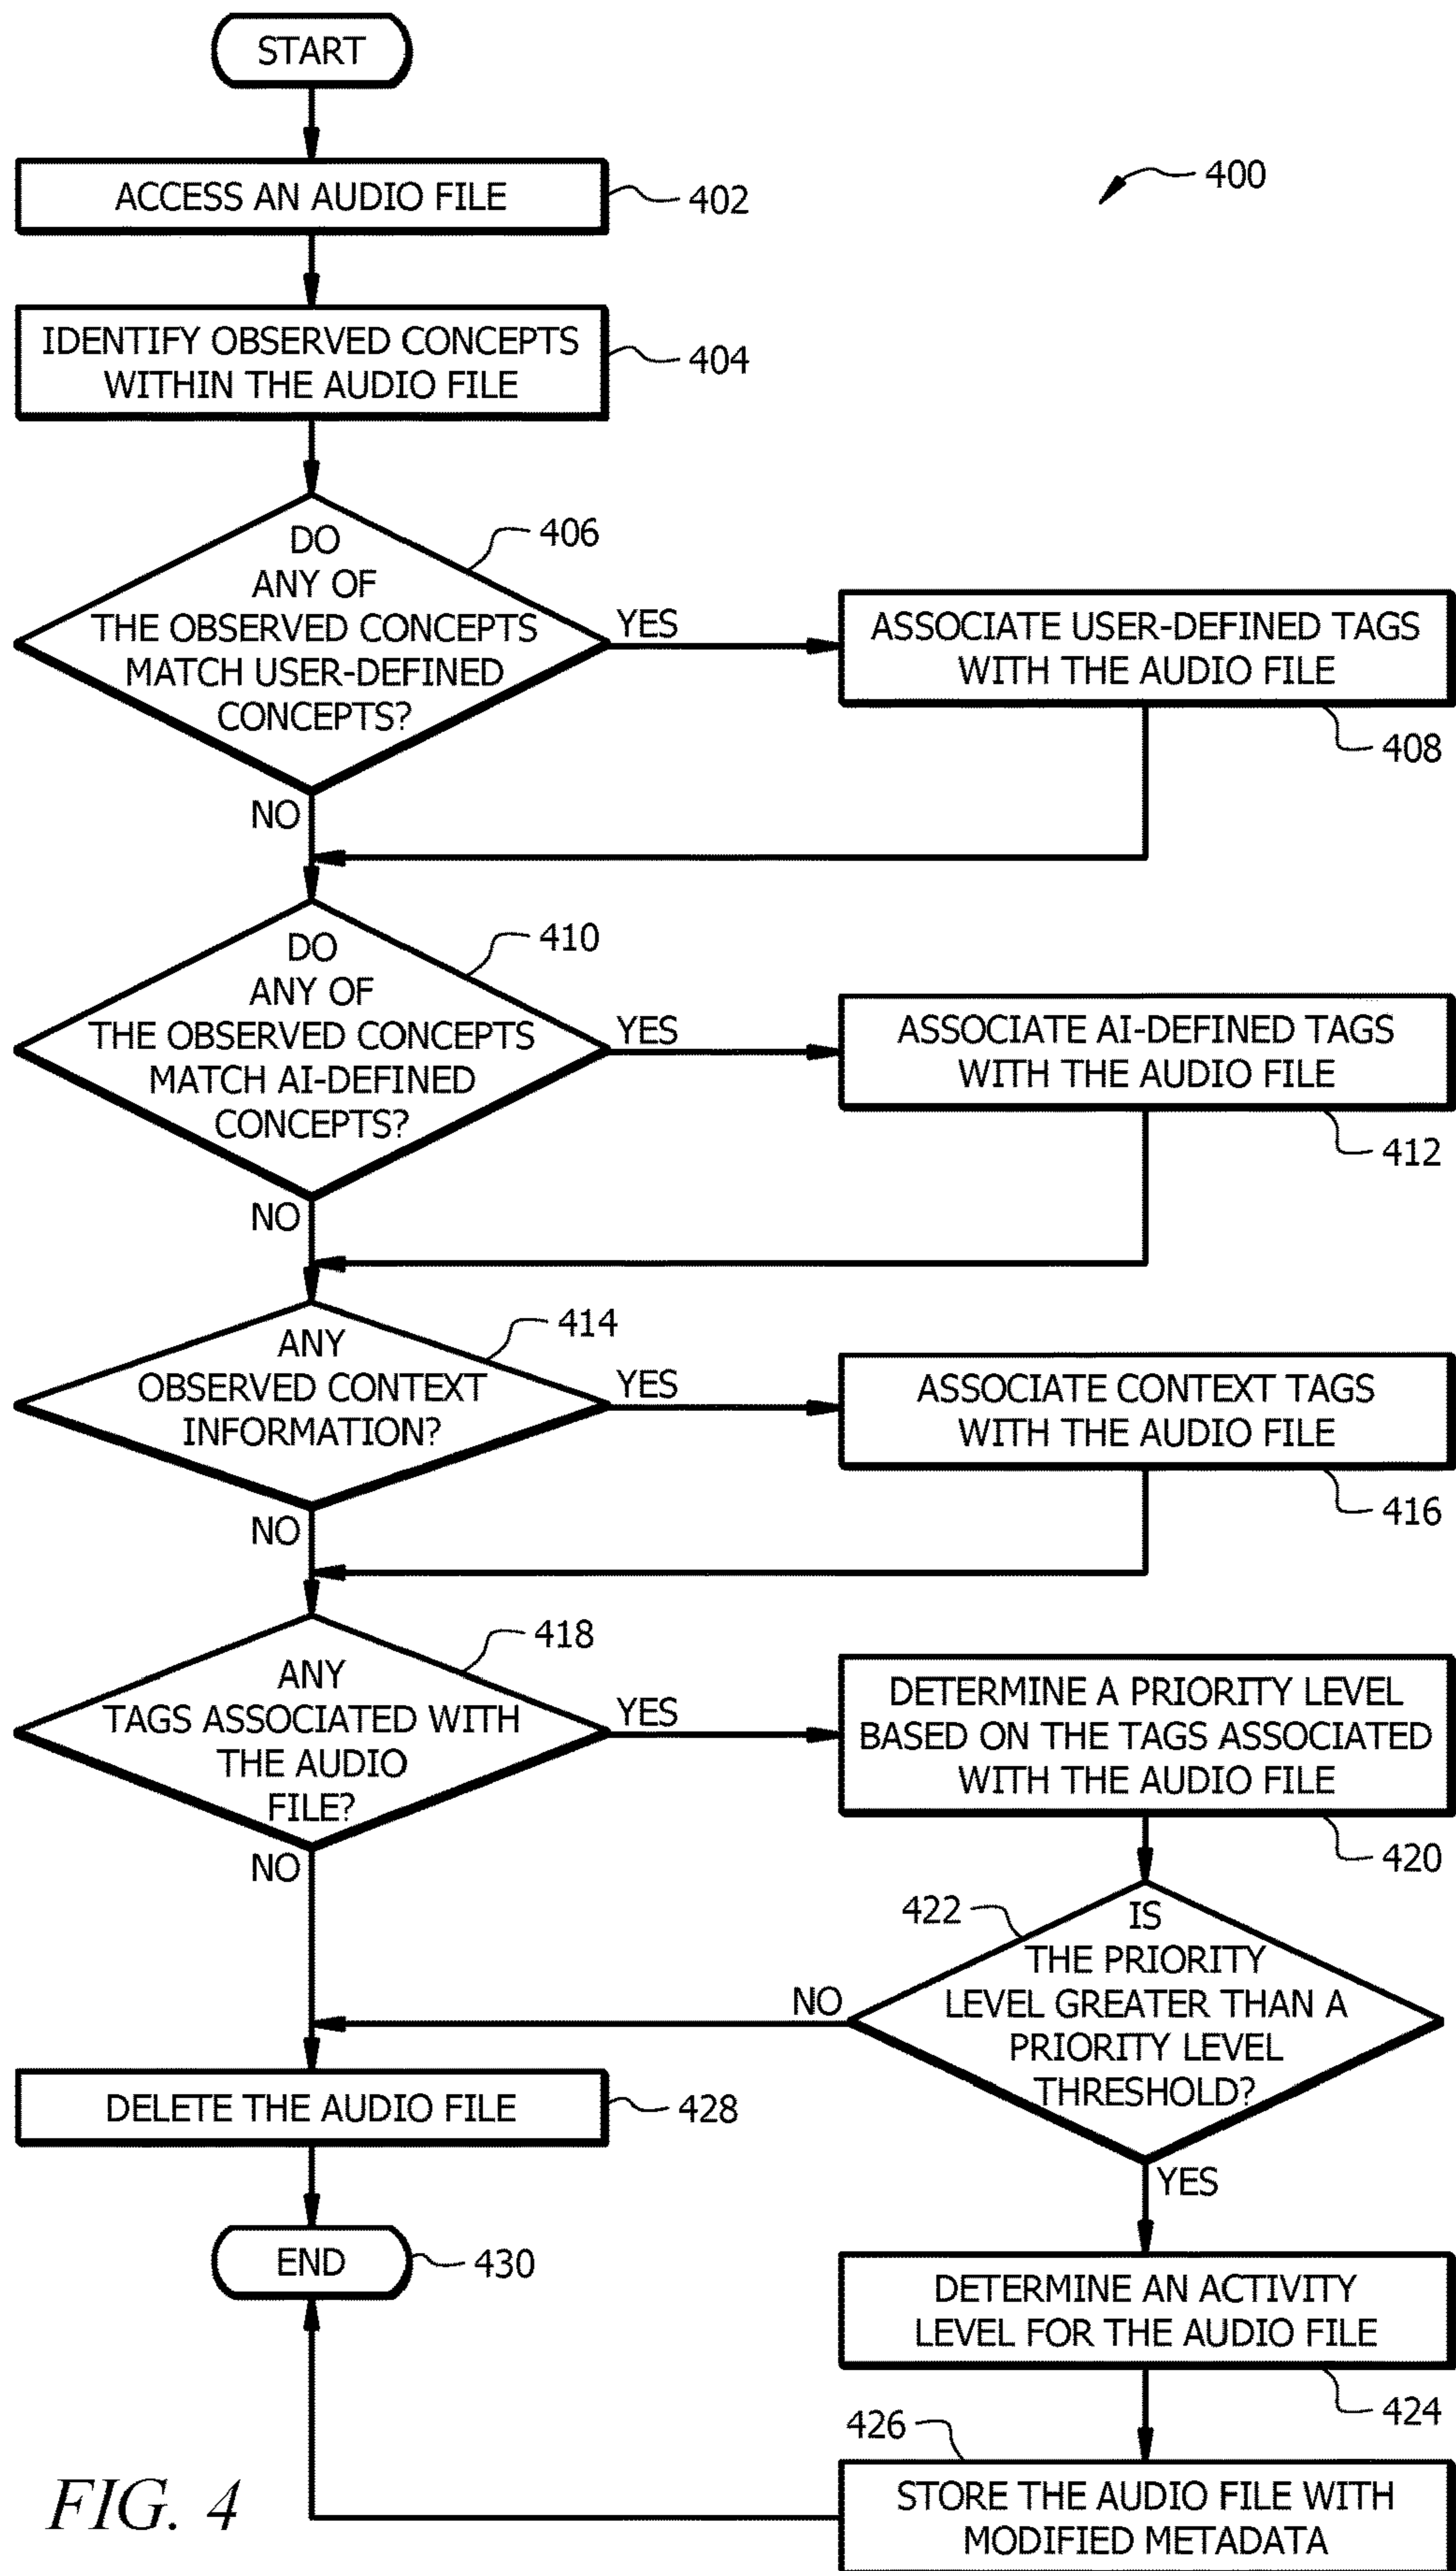 START
400
ACCESS AN AUDIO FILE
402
IDENTIFY OBSERVED CONCEPTS
WITHIN THE AUDIO FILE
404
DO
ANY OF
THE OBSERVED CONCEPTS
MATCH USER-DEFINED
CONCEPTS?
406
YES
NO
ASSOCIATE USER-DEFINED TAGS
WITH THE AUDIO FILE
408
DO
ANY OF
THE OBSERVED CONCEPTS
MATCH AI-DEFINED
CONCEPTS?
410
YES
NO
ASSOCIATE AI-DEFINED TAGS
WITH THE AUDIO FILE
412
ANY
OBSERVED CONTEXT
INFORMATION?
414
YES
NO
ASSOCIATE CONTEXT TAGS
WITH THE AUDIO FILE
416
ANY
TAGS ASSOCIATED WITH
THE AUDIO
FILE?
418
YES
NO
DETERMINE A PRIORITY LEVEL
BASED ON THE TAGS ASSOCIATED
WITH THE AUDIO FILE
420
IS
THE PRIORITY
LEVEL GREATER THAN A
PRIORITY LEVEL
THRESHOLD?
422
NO
YES
DELETE THE AUDIO FILE
428
END
430
DETERMINE AN ACTIVITY
LEVEL FOR THE AUDIO FILE
424
STORE THE AUDIO FILE WITH
MODIFIED METADATA
426
FIG. 4